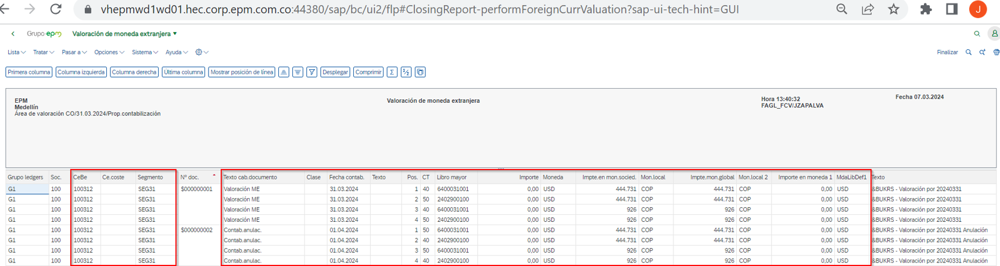 vhepmwd1wd01.hec.corp.epm.com.co:44380/sap/bc/ui2/flp#ClosingReport-performForeignCurrValuation?sap-ui-tech-hint=GUI
J
Grupo·epm Valoración de moneda extranjera
Lista Tratar Pasar a Opciones Sistema Ayuda Finalizar
Primera columna Columna izquierda Columna derecha Última columna Mostrar posición de línea Desplegar Comprimir Σ
EPM Valoración de moneda extranjera Hora 13:40:32 Fecha 07.03.2024
Medellín FAGL_FCV/JZAPALVA
Área de valoración CO/31.03.2024/Prop.contabilización
Grupo ledgers Soc. CeBe Ce.coste Segmento Nº doc. Texto cab.documento Clase Fecha contab. Texto Pos. CT Libro mayor Importe Moneda Impte.en mon.socied. Mon.local Impte.mon.global Mon.local 2 Importe en moneda 1 MdaLibDef1 Texto
G1 100 100312 SEG31 $000000001 Valoración ME 31.03.2024 1 40 6400031001 0,00 USD 444.731 COP 444.731 COP 0,00 USD &BUKRS - Valoración por 20240331
G1 100 100312 SEG31 Valoración ME 31.03.2024 2 50 2402900100 0,00 USD 444.731 COP 444.731 COP 0,00 USD &BUKRS - Valoración por 20240331
G1 100 100312 SEG31 Valoración ME 31.03.2024 3 40 6400031001 0,00 USD 926 COP 926 COP 0,00 USD &BUKRS - Valoración por 20240331
G1 100 100312 SEG31 Valoración ME 31.03.2024 4 50 2402900100 0,00 USD 926 COP 926 COP 0,00 USD &BUKRS - Valoración por 20240331
G1 100 100312 SEG31 $000000002 Contab.anulac. 01.04.2024 1 50 6400031001 0,00 USD 444.731 COP 444.731 COP 0,00 USD &BUKRS - Valoración por 20240331 Anulación
G1 100 100312 SEG31 Contab.anulac. 01.04.2024 2 40 2402900100 0,00 USD 444.731 COP 444.731 COP 0,00 USD &BUKRS - Valoración por 20240331 Anulación
G1 100 100312 SEG31 Contab.anulac. 01.04.2024 3 50 6400031001 0,00 USD 926 COP 926 COP 0,00 USD &BUKRS - Valoración por 20240331 Anulación
G1 100 100312 SEG31 Contab.anulac. 01.04.2024 4 40 2402900100 0,00 USD 926 COP 926 COP 0,00 USD &BUKRS - Valoración por 20240331 Anulación